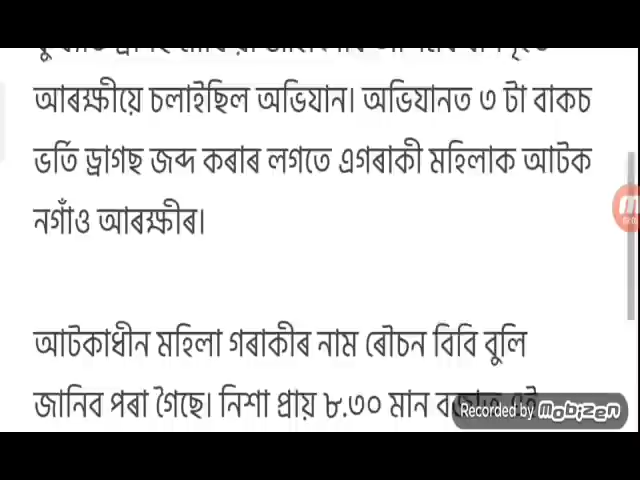 আৰক্ষীয়ে চলাইছিল অভিযান। অভিযানত ৩ টা বাকচ
ভৰ্তি ড্ৰাগছ জব্দ কৰাৰ লগতে এগৰাকী মহিলাক আটক
নগাঁও আৰক্ষীৰ।
আটকাধীন মহিলা গৰাকীৰ নাম ৰৌচন বিবি বুলি
জানিব পৰা গৈছে। নিশা প্ৰায় ৮.৩০ মান
Recorded by Mobizen